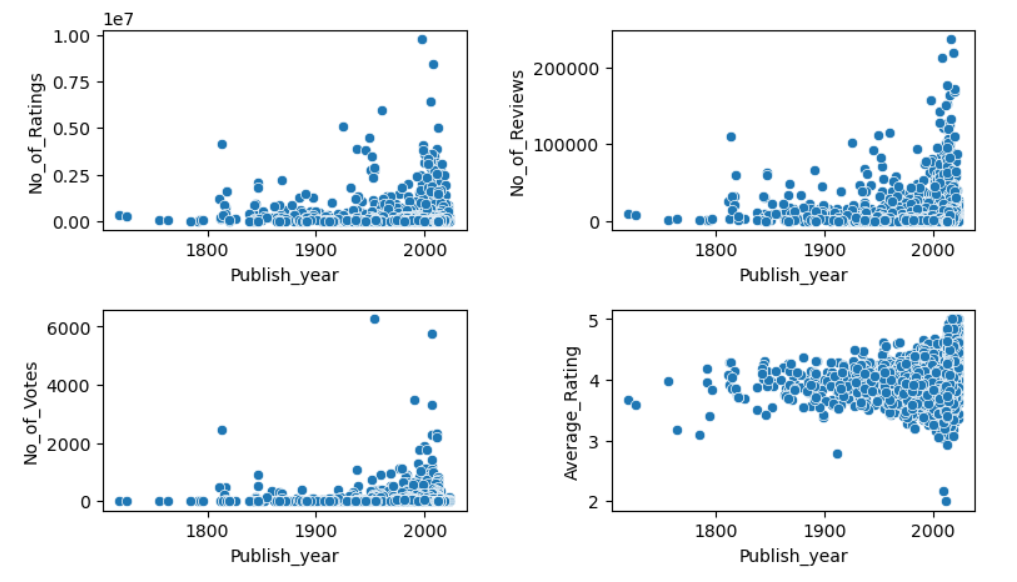 1e7
1.00
0.75
0.50
0.25
0.00
No_of_Ratings
1800 1900 2000
Publish_year
200000
100000
0
No_of_Reviews
1800 1900 2000
Publish_year
6000
4000
2000
0
No_of_Votes
1800 1900 2000
Publish_year
5
4
3
2
Average_Rating
1800 1900 2000
Publish_year